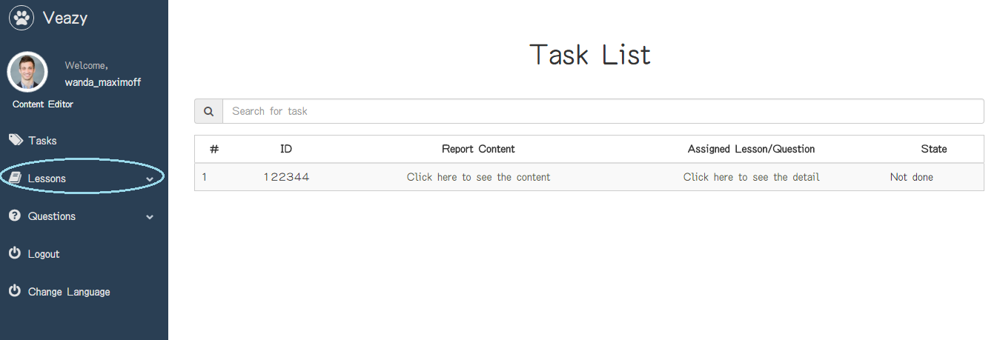 Veazy
Welcome,
wanda_maximoff
Content Editor
Tasks
Lessons
Questions
Logout
Change Language
Task List
Search for task
# ID Report Content Assigned Lesson/Question State
1 122344 Click here to see the content Click here to see the detail Not done